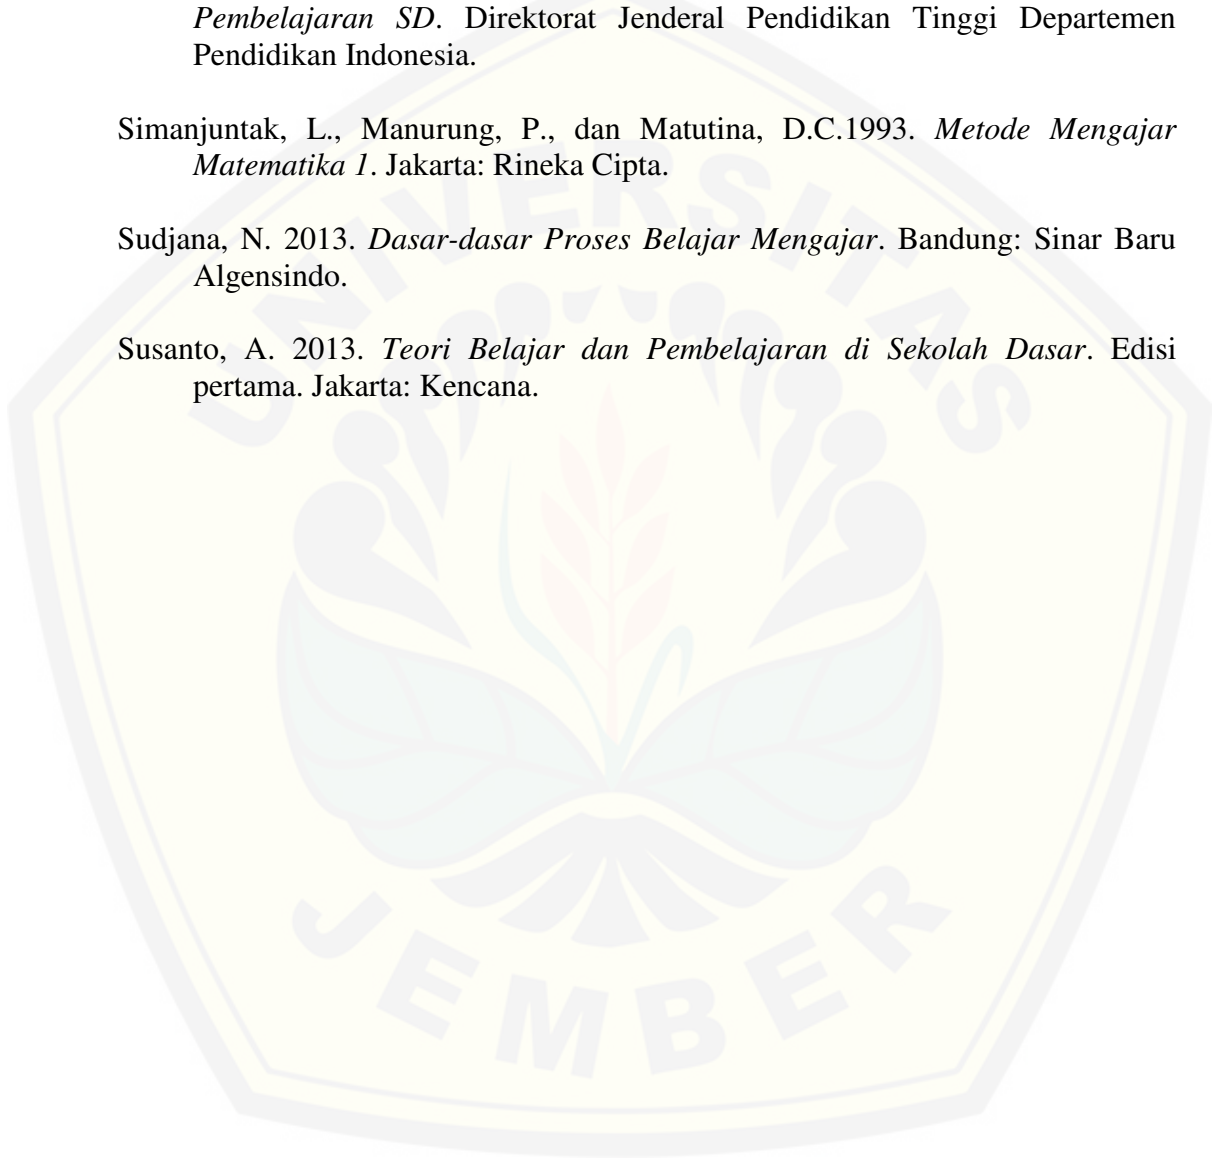 Pembelajaran SD. Direktorat Jenderal Pendidikan Tinggi Departemen
Pendidikan Indonesia.
Simanjuntak, L., Manurung, P., dan Matutina, D.C.1993. Metode Mengajar
Matematika 1. Jakarta: Rineka Cipta.
Sudjana, N. 2013. Dasar-dasar Proses Belajar Mengajar. Bandung: Sinar Baru
Algensindo.
Susanto, A. 2013. Teori Belajar dan Pembelajaran di Sekolah Dasar. Edisi
pertama. Jakarta: Kencana.
UNIVERSITAS
JEMBER